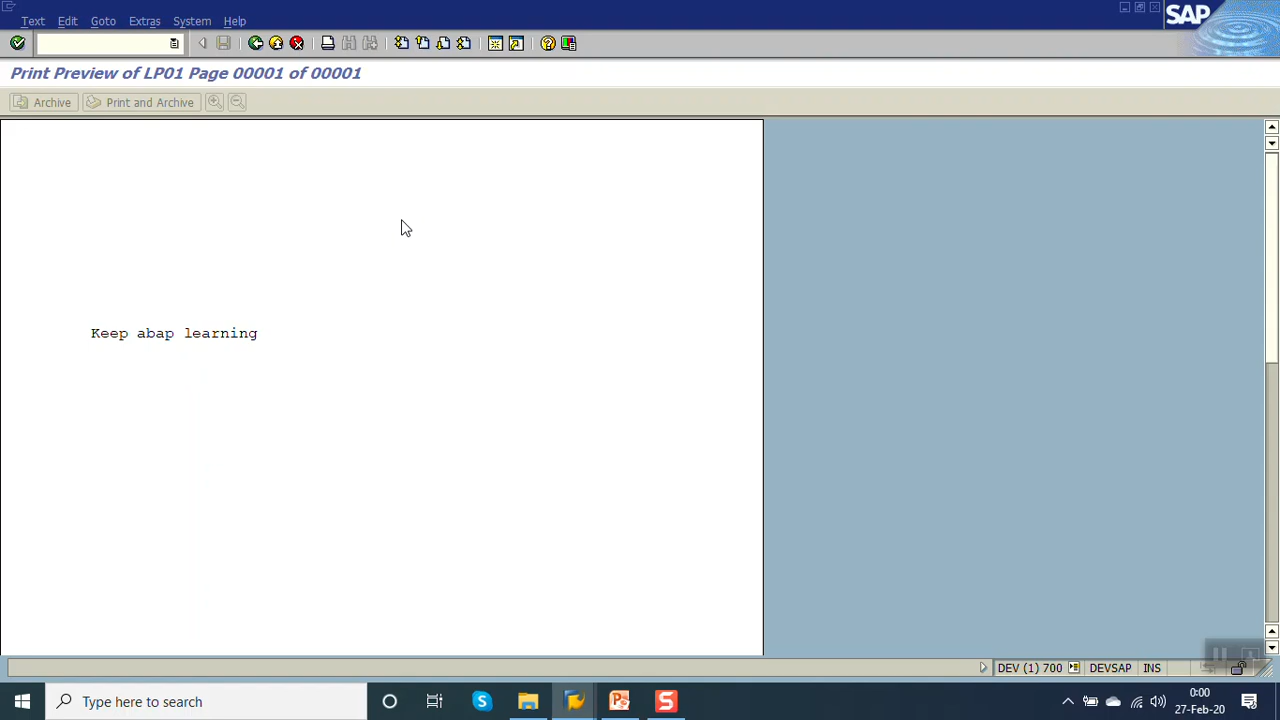 Text Edit Goto Extras System Help
SAP
Print Preview of LP01 Page 00001 of 00001
Archive Print and Archive
Keep abap learning
DEV (1) 700 DEVSAP INS
Type here to search
0:00
27-Feb-20